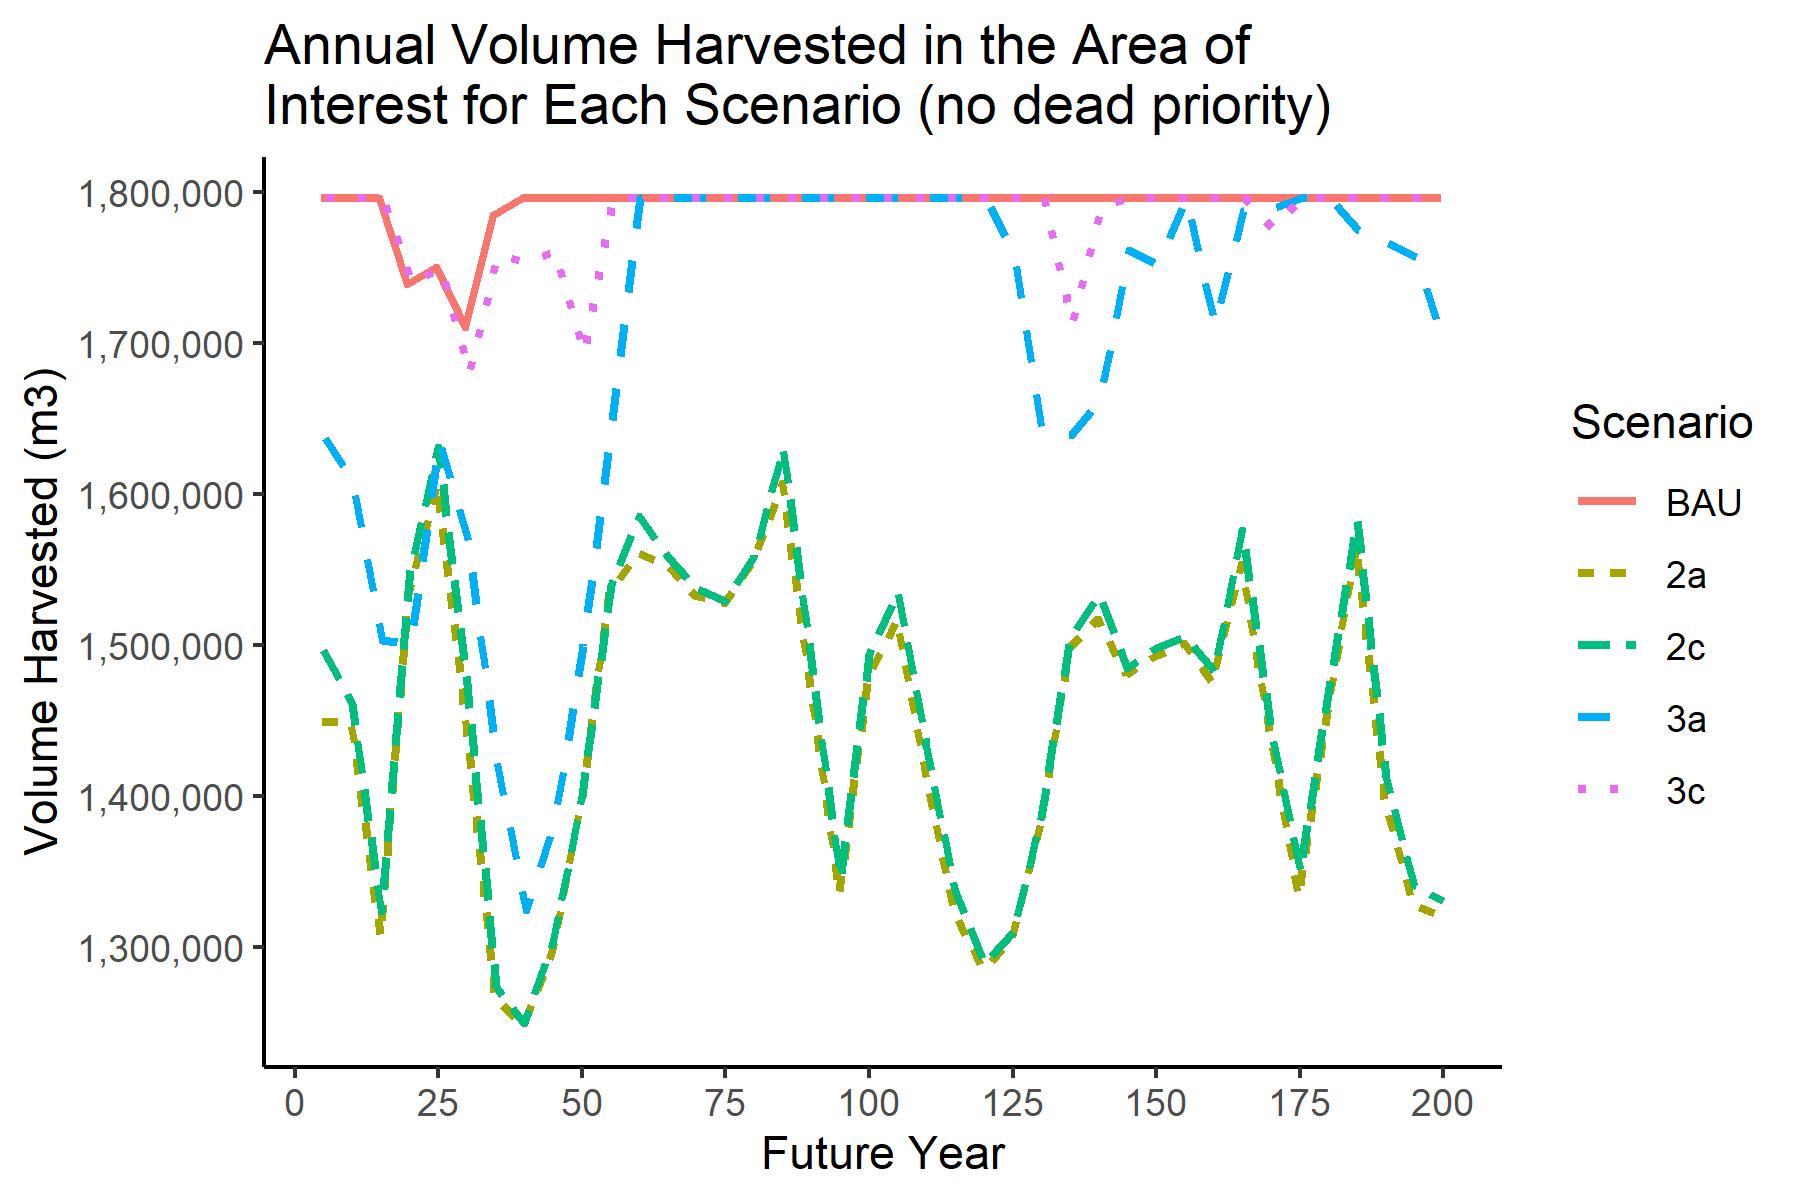 Annual Volume Harvested in the Area of
Interest for Each Scenario (no dead priority)
Volume Harvested (m3)
1,800,000
1,700,000
1,600,000
1,500,000
1,400,000
1,300,000
0 25 50 75 100 125 150 175 200
Future Year
Scenario
BAU
2a
2c
3a
3c